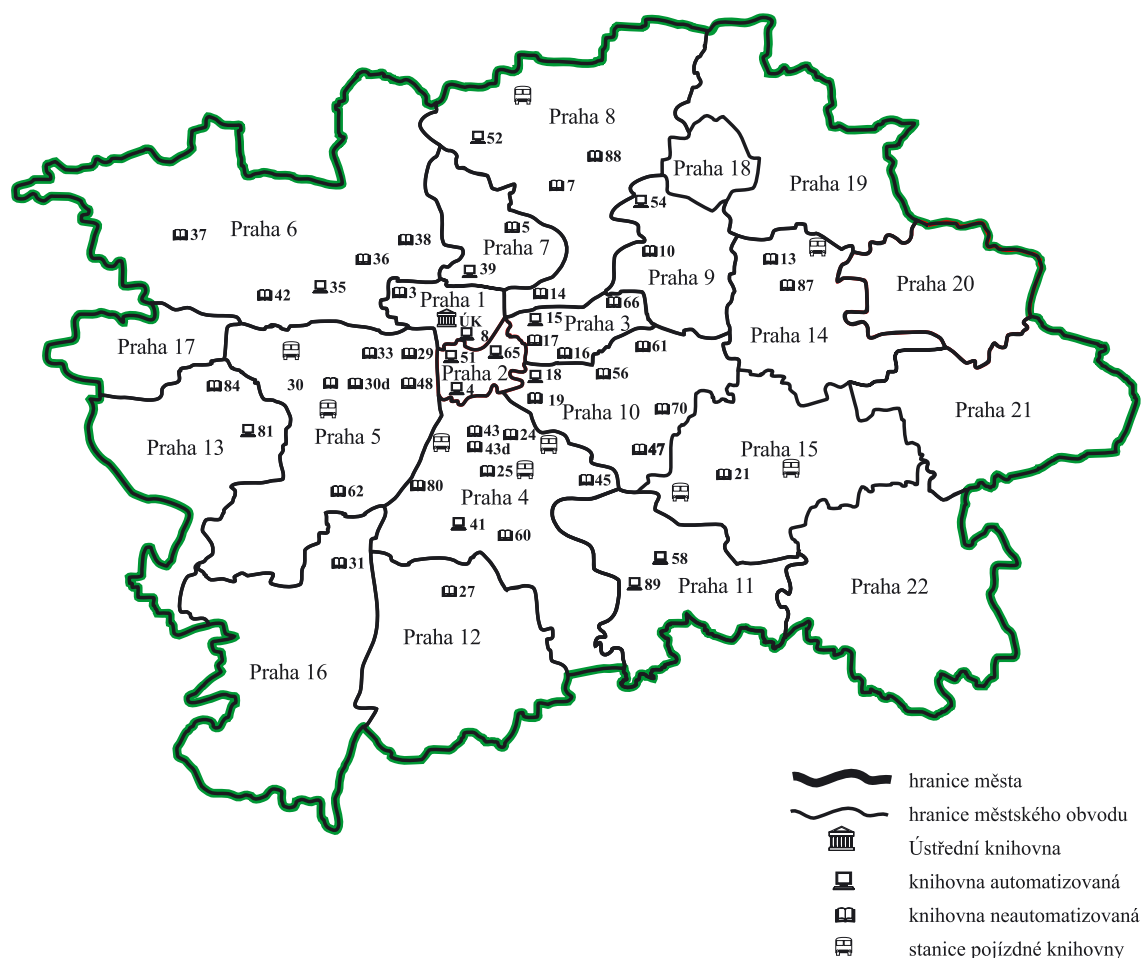 Praha 8
52
88
7
Praha 18
Praha 19
54
37
Praha 6
38
5
Praha 7
10
36
13
39
Praha 9
42
35
3
Praha 1
14
66
87
Praha 20
ÚK
15
Praha 3
8
17
Praha 14
Praha 17
33
29
51
65
16
61
Praha 2
84
30
30d
48
4
18
56
19
Praha 10
70
Praha 21
81
Praha 5
43
24
Praha 13
43d
47
Praha 15
25
21
62
80
Praha 4
45
41
60
31
58
27
89
Praha 11
Praha 22
Praha 12
Praha 16
hranice města
hranice městského obvodu
Ústřední knihovna
knihovna automatizovaná
knihovna neautomatizovaná
stanice pojízdné knihovny